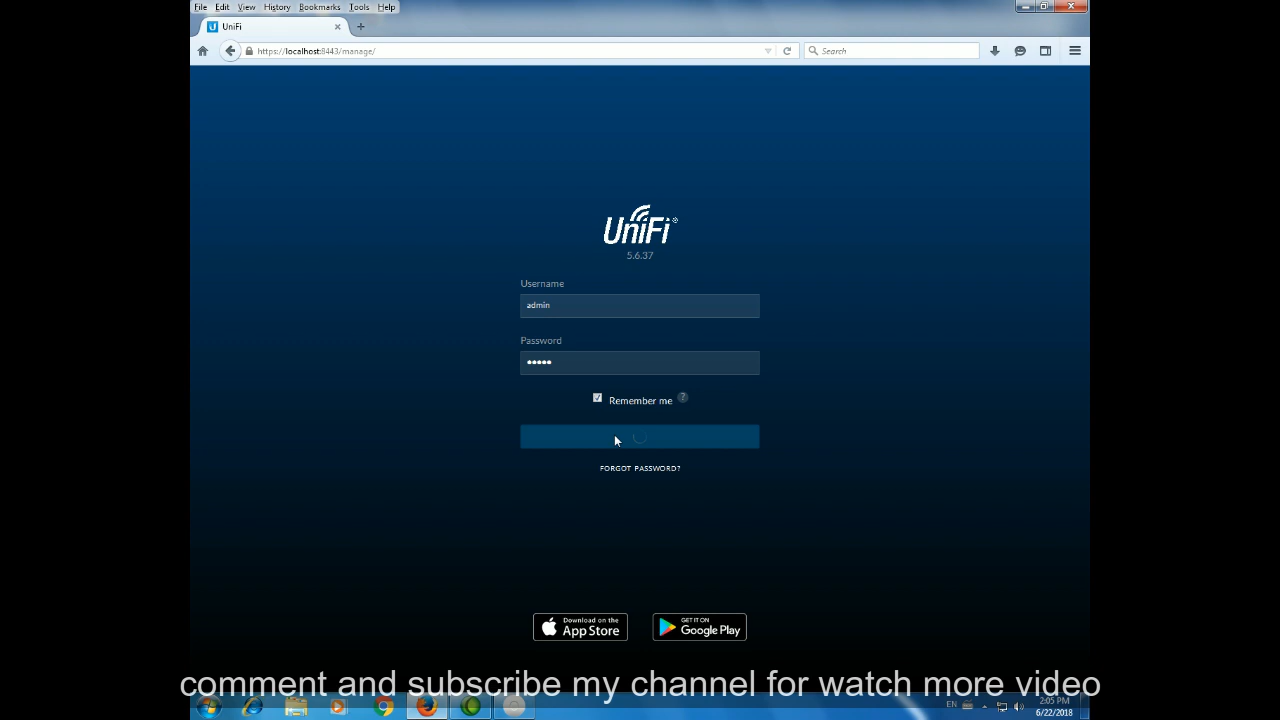 File Edit View History Bookmarks Tools Help
UniFi
https://localhost:8443/manage/
Search
UniFi
5.6.37
Username
admin
Password
•••••
Remember me ?
FORGOT PASSWORD?
Download on the
App Store
GET IT ON
Google Play
comment and subscribe my channel for watch more video
EN
2:05 PM
6/22/2018